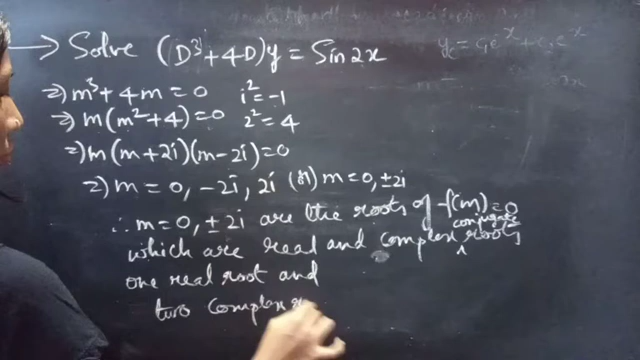 → Solve (D³+4D)y = Sin2x
⇒ m³+4m=0 i²=-1
⇒ m(m²+4)=0 2²=4
⇒ m(m+2i)(m-2i)=0
⇒ m = 0, -2i, 2i (or) m=0, ±2i
∴ m=0, ±2i are the roots of f(m)=0
which are real and complex conjugate roots
one real root and
two complex